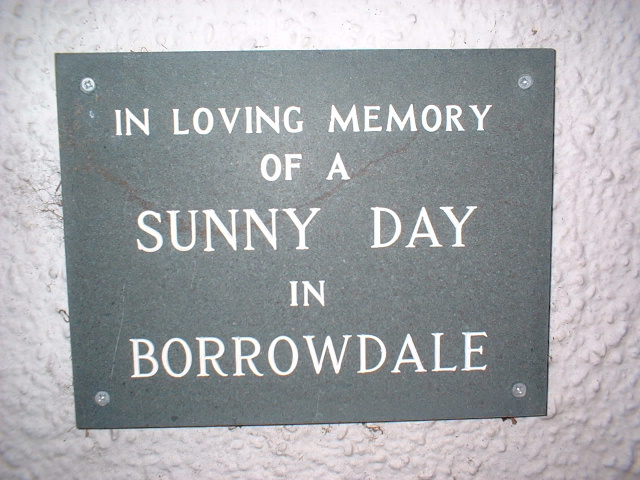 IN LOVING MEMORY
OF A
SUNNY DAY
IN
BORROWDALE